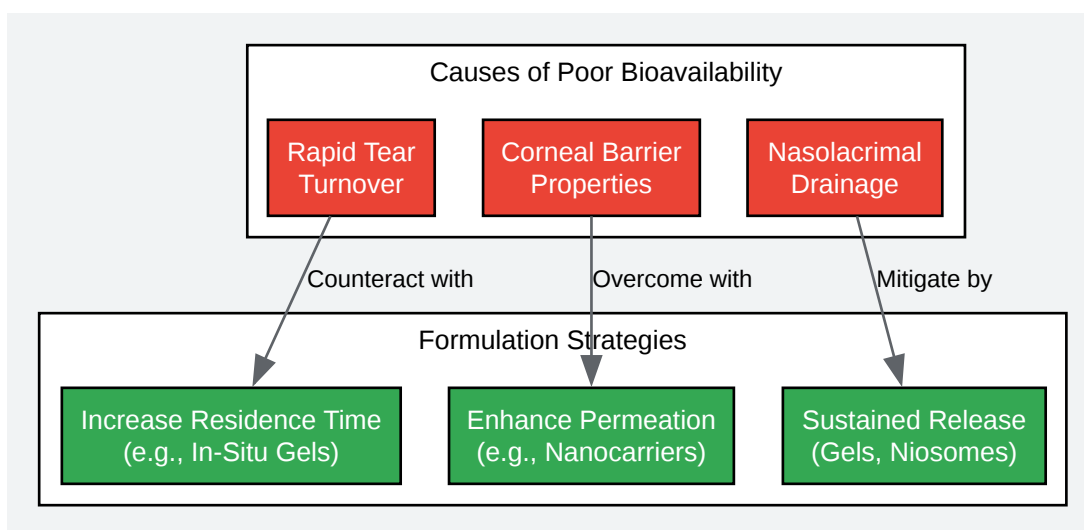 Causes of Poor Bioavailability
Rapid Tear
Turnover
Corneal Barrier
Properties
Nasolacrimal
Drainage
Counteract with
Overcome with
Mitigate by
Formulation Strategies
Increase Residence Time
(e.g., In-Situ Gels)
Enhance Permeation
(e.g., Nanocarriers)
Sustained Release
(Gels, Niosomes)